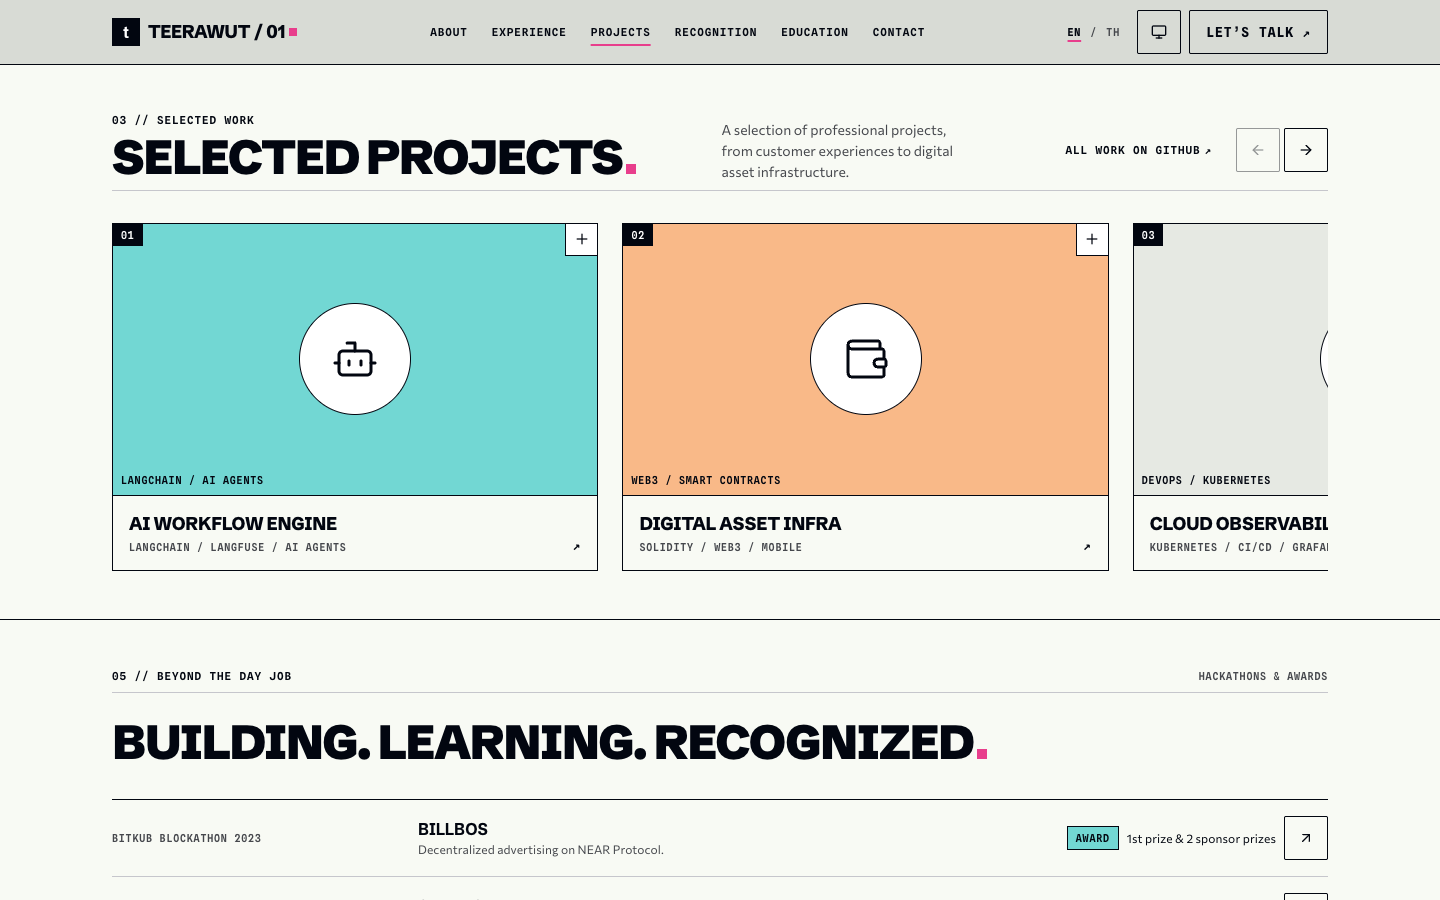 t TEERAWUT / 01
ABOUT EXPERIENCE PROJECTS RECOGNITION EDUCATION CONTACT
EN / TH
LET'S TALK ↗
03 // SELECTED WORK
SELECTED PROJECTS.
A selection of professional projects,
from customer experiences to digital
asset infrastructure.
ALL WORK ON GITHUB ↗
01
LANGCHAIN / AI AGENTS
AI WORKFLOW ENGINE
LANGCHAIN / LANGFUSE / AI AGENTS ↗
02
WEB3 / SMART CONTRACTS
DIGITAL ASSET INFRA
SOLIDITY / WEB3 / MOBILE ↗
03
DEVOPS / KUBERNETES
CLOUD
KUBERNETES / CI/CD /
05 // BEYOND THE DAY JOB
HACKATHONS & AWARDS
BUILDING. LEARNING. RECOGNIZED.
BITKUB BLOCKATHON 2023
BILLBOS
Decentralized advertising on NEAR Protocol.
AWARD 1st prize & 2 sponsor prizes